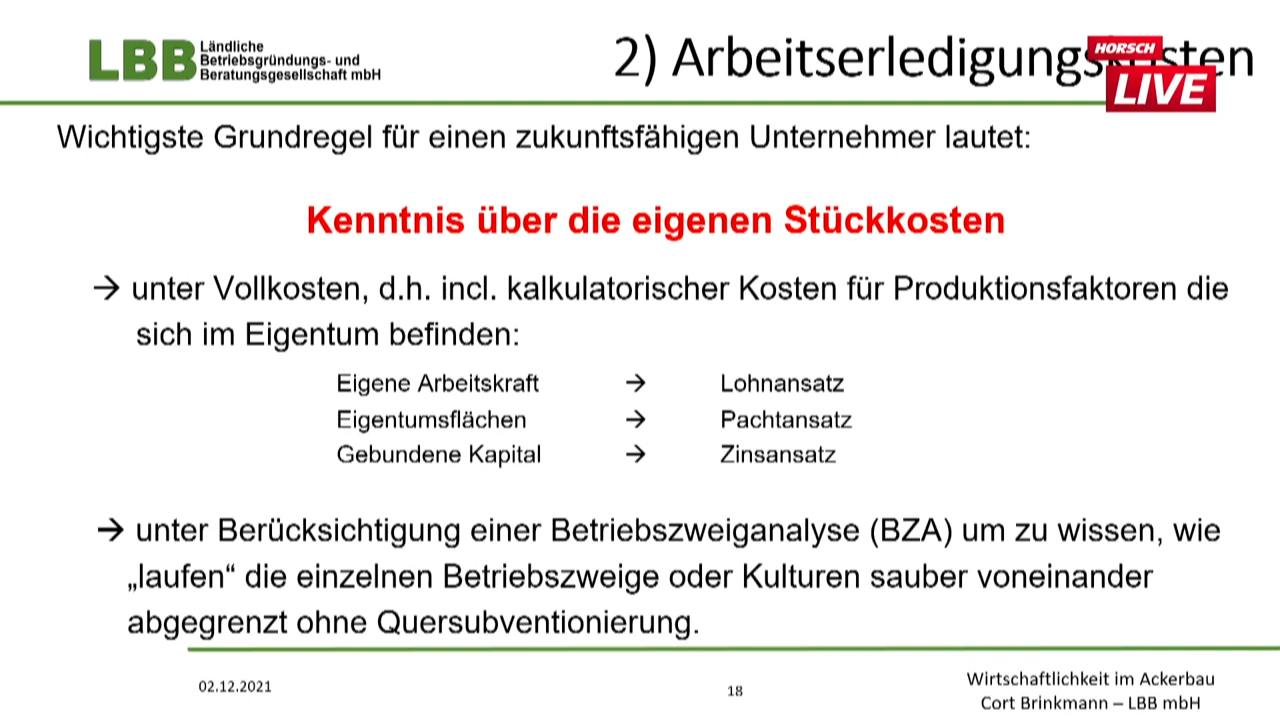 LBB Ländliche
Betriebsgründungs- und
Beratungsgesellschaft mbH
2) Arbeitserledigungskosten
HORSCH
LIVE
Wichtigste Grundregel für einen zukunftsfähigen Unternehmer lautet:
Kenntnis über die eigenen Stückkosten
→ unter Vollkosten, d.h. incl. kalkulatorischer Kosten für Produktionsfaktoren die
sich im Eigentum befinden:
Eigene Arbeitskraft → Lohnansatz
Eigentumsflächen → Pachtansatz
Gebundene Kapital → Zinsansatz
→ unter Berücksichtigung einer Betriebszweiganalyse (BZA) um zu wissen, wie
„laufen“ die einzelnen Betriebszweige oder Kulturen sauber voneinander
abgegrenzt ohne Quersubventionierung.
02.12.2021
18
Wirtschaftlichkeit im Ackerbau
Cort Brinkmann – LBB mbH